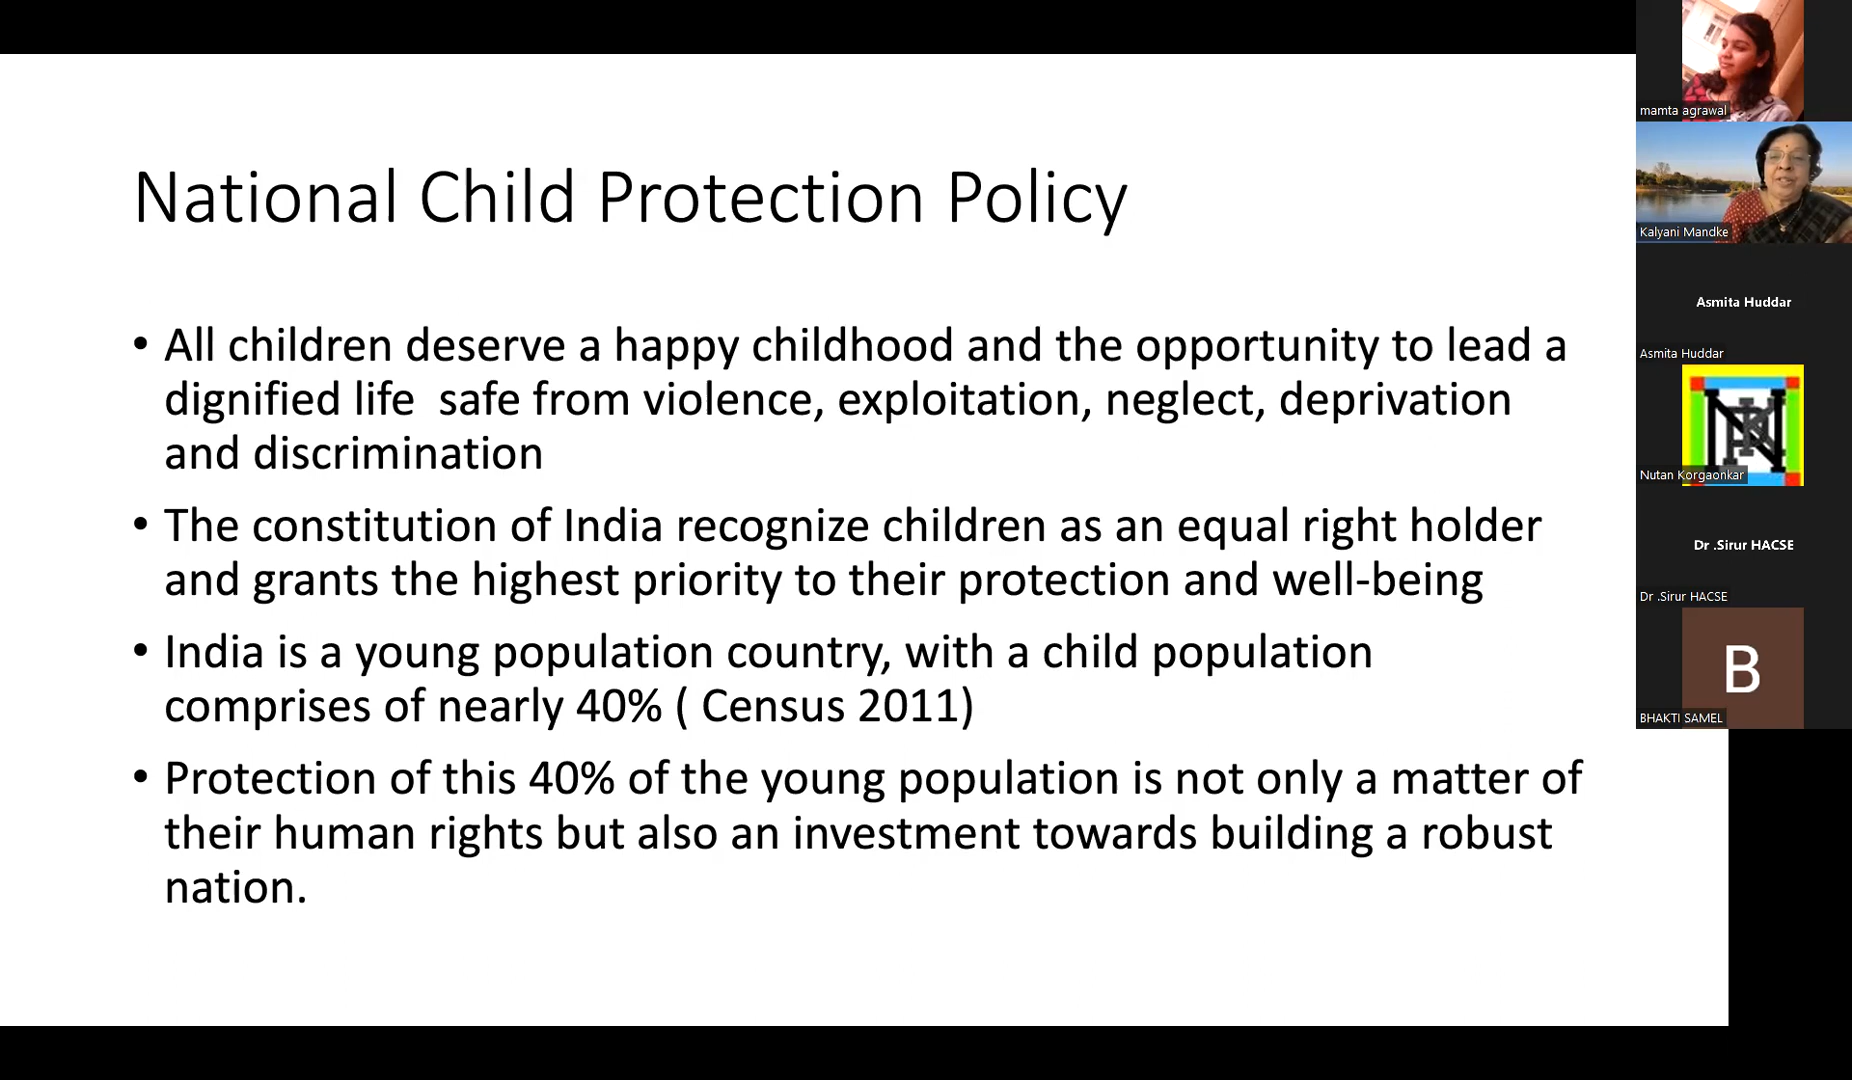 National Child Protection Policy
• All children deserve a happy childhood and the opportunity to lead a
dignified life  safe from violence, exploitation, neglect, deprivation
and discrimination
• The constitution of India recognize children as an equal right holder
and grants the highest priority to their protection and well-being
• India is a young population country, with a child population
comprises of nearly 40% ( Census 2011)
• Protection of this 40% of the young population is not only a matter of
their human rights but also an investment towards building a robust
nation.
mamta agrawal
Kalyani Mandke
Asmita Huddar
Asmita Huddar
Nutan Korgaonkar
Dr .Sirur HACSE
Dr .Sirur HACSE
B
BHAKTI SAMEL